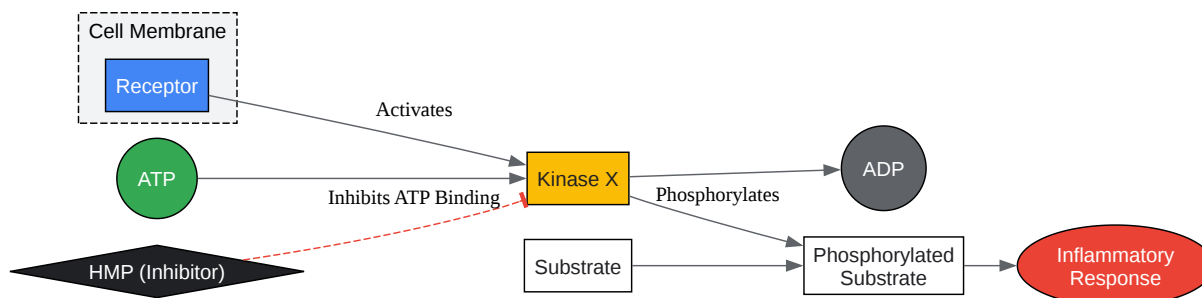 Cell Membrane
Receptor
Activates
ATP
Kinase X
ADP
Inhibits ATP Binding
Phosphorylates
HMP (Inhibitor)
Substrate
Phosphorylated
Substrate
Inflammatory
Response